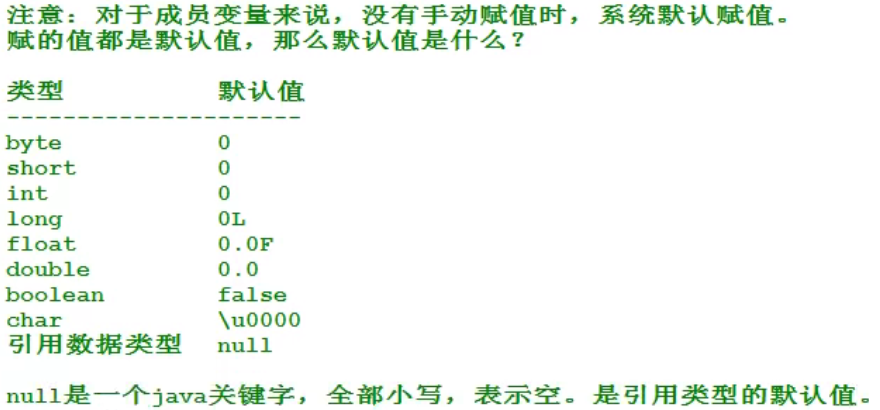 注意：对于成员变量来说，没有手动赋值时，系统默认赋值。
赋的值都是默认值，那么默认值是什么？
类型 默认值
---------------------
byte 0
short 0
int 0
long 0L
float 0.0F
double 0.0
boolean false
char \u0000
引用数据类型 null
null是一个java关键字，全部小写，表示空。是引用类型的默认值。